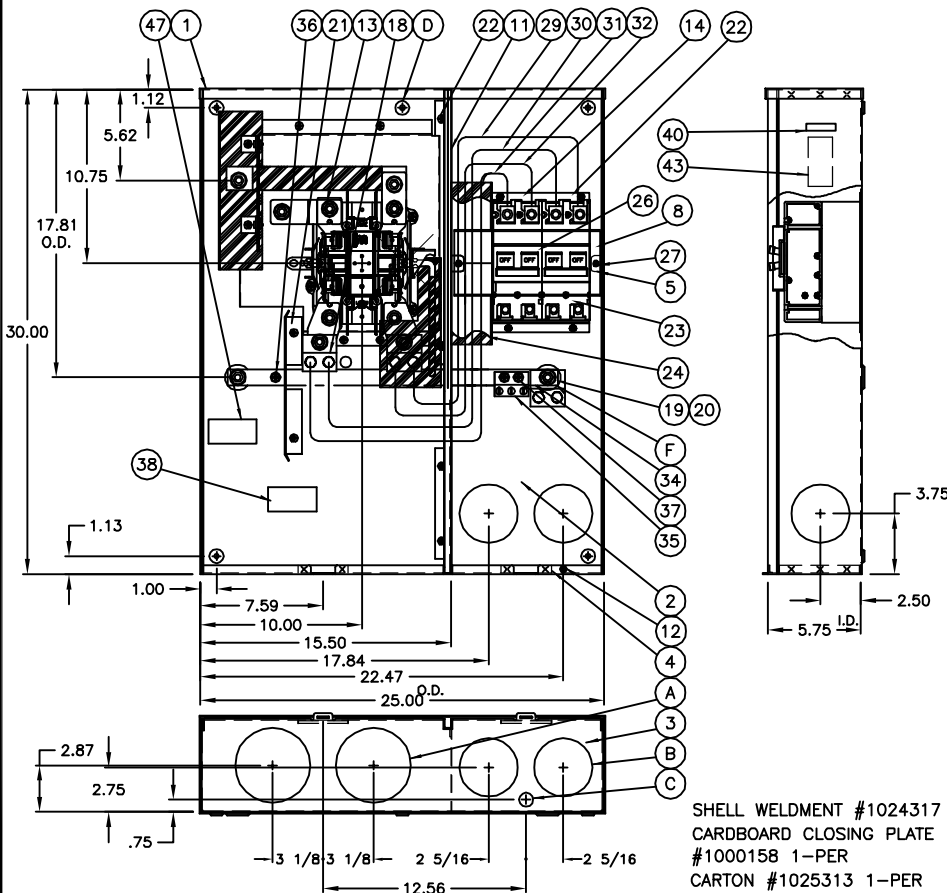 47 1 36 21 13 18 D 22 11 29 30 31 32 14 22
1.12
5.62
10.75
17.81
O.D.
30.00
40
43
26
8
27
5
OFF OFF OFF OFF
23
24
19 20
F
34
37
35
38
1.13
1.00
7.59
10.00
15.50
17.84
22.47
O.D.
25.00
2
12
4
A
3
B
C
3.75
2.50
I.D.
5.75
2.87
2.75
.75
3 1/8 3 1/8 2 5/16 2 5/16
12.56
SHELL WELDMENT #1024317
CARDBOARD CLOSING PLATE
#1000158 1-PER
CARTON #1025313 1-PER